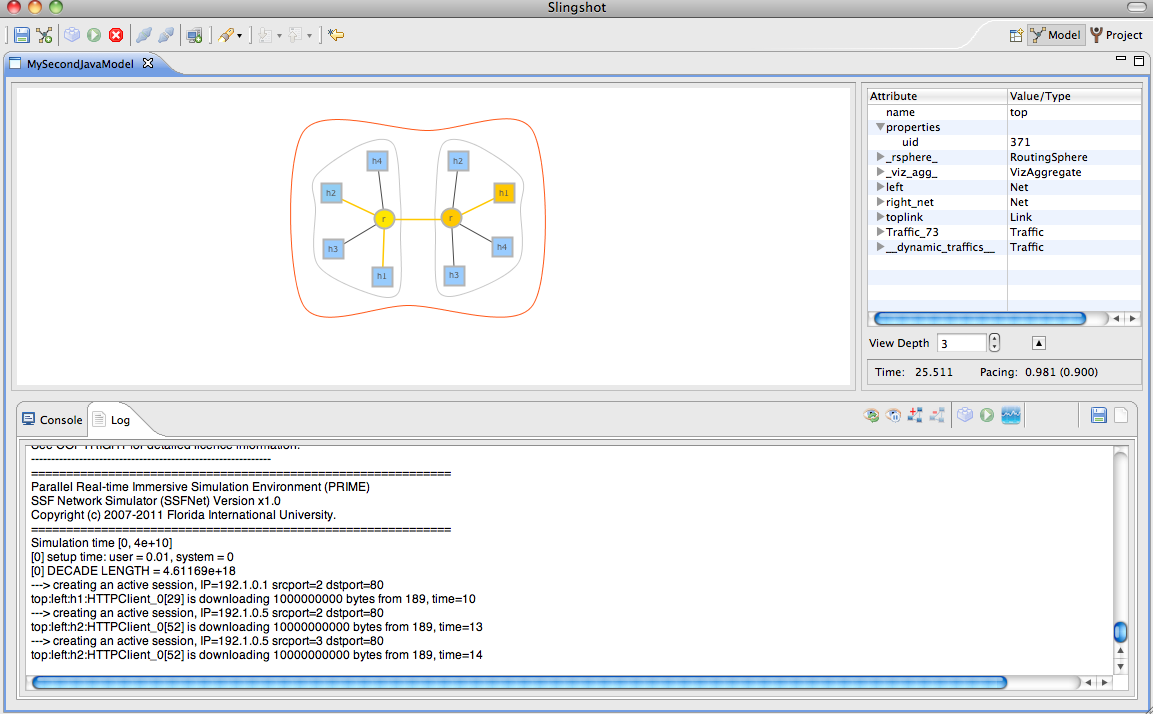 Slingshot
Model
Project
MySecondJavaModel
h4
h2
h2
h1
r
r
h3
h4
h1
h3
Attribute Value/Type
name top
properties
uid 371
_rsphere_ RoutingSphere
_viz_agg_ VizAggregate
left Net
right_net Net
toplink Link
Traffic_73 Traffic
__dynamic_traffics__ Traffic
View Depth 3
Time: 25.511 Pacing: 0.981 (0.900)
Console
Log
See COPYRIGHT for detailed licence information.
------------------------------------------------------------
============================================================
Parallel Real-time Immersive Simulation Environment (PRIME)
SSF Network Simulator (SSFNet) Version x1.0
Copyright (c) 2007-2011 Florida International University.
============================================================
Simulation time [0, 4e+10]
[0] setup time: user = 0.01, system = 0
[0] DECADE LENGTH = 4.61169e+18
---> creating an active session, IP=192.1.0.1 srcport=2 dstport=80
top:left:h1:HTTPClient_0[29] is downloading 1000000000 bytes from 189, time=10
---> creating an active session, IP=192.1.0.5 srcport=2 dstport=80
top:left:h2:HTTPClient_0[52] is downloading 10000000000 bytes from 189, time=13
---> creating an active session, IP=192.1.0.5 srcport=3 dstport=80
top:left:h2:HTTPClient_0[52] is downloading 10000000000 bytes from 189, time=14